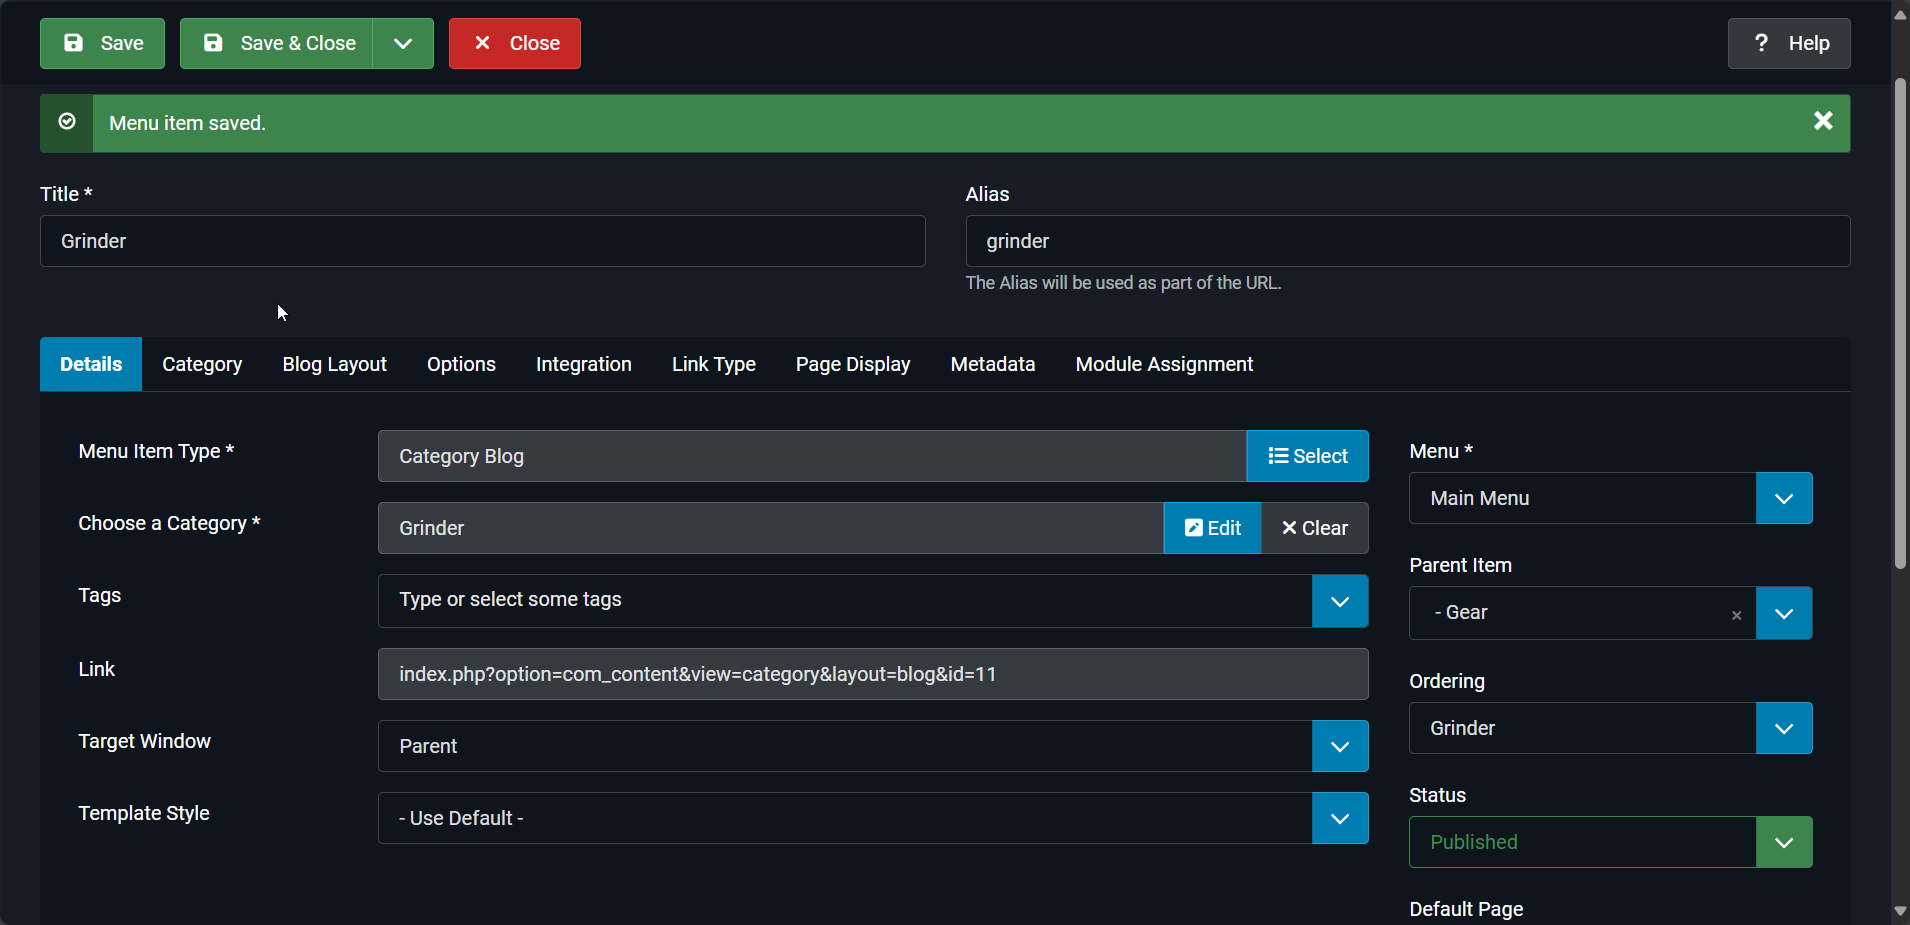 Save
Save & Close
Close
? Help
Menu item saved.
Title *
Alias
Grinder
grinder
The Alias will be used as part of the URL.
Details Category Blog Layout Options Integration Link Type Page Display Metadata Module Assignment
Menu Item Type *
Category Blog
Select
Choose a Category *
Grinder
Edit
Clear
Tags
Type or select some tags
Link
index.php?option=com_content&view=category&layout=blog&id=11
Target Window
Parent
Template Style
- Use Default -
Menu *
Main Menu
Parent Item
- Gear
Ordering
Grinder
Status
Published
Default Page